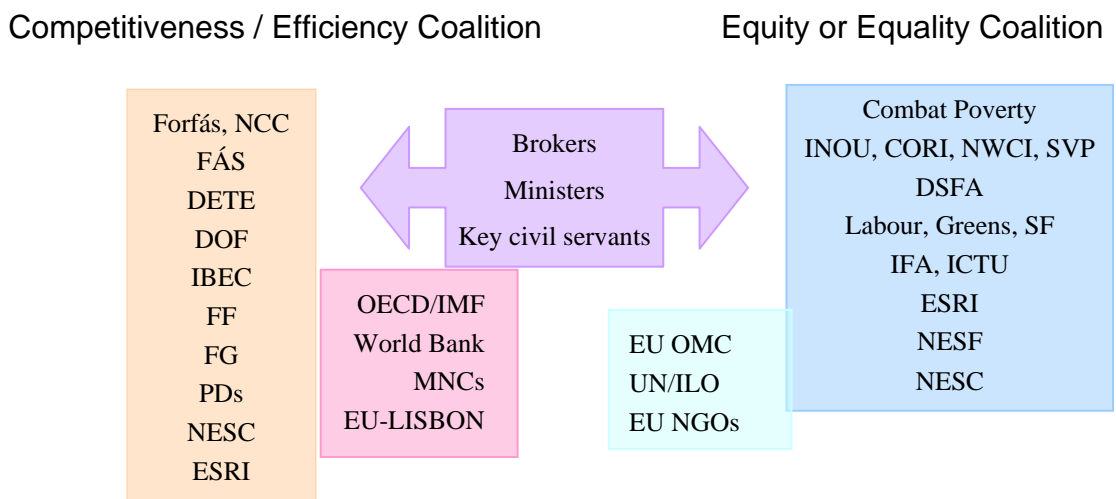 Competitiveness / Efficiency Coalition
Equity or Equality Coalition
Forfás, NCC
FÁS
DETE
DOF
IBEC
FF
FG
PDs
NESC
ESRI
OECD/IMF
World Bank
MNCs
EU-LISBON
Brokers
Ministers
Key civil servants
EU OMC
UN/ILO
EU NGOs
Combat Poverty
INOU, CORI, NWCI, SVP
DSFA
Labour, Greens, SF
IFA, ICTU
ESRI
NESF
NESC